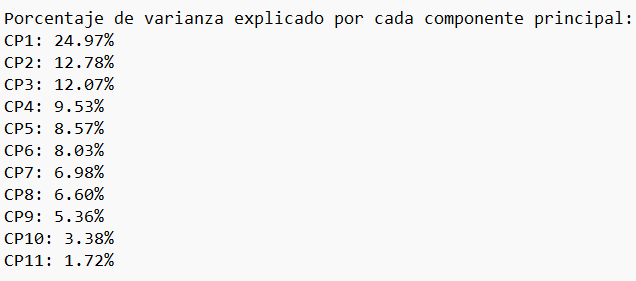 Porcentaje de varianza explicado por cada componente principal:
CP1: 24.97%
CP2: 12.78%
CP3: 12.07%
CP4: 9.53%
CP5: 8.57%
CP6: 8.03%
CP7: 6.98%
CP8: 6.60%
CP9: 5.36%
CP10: 3.38%
CP11: 1.72%